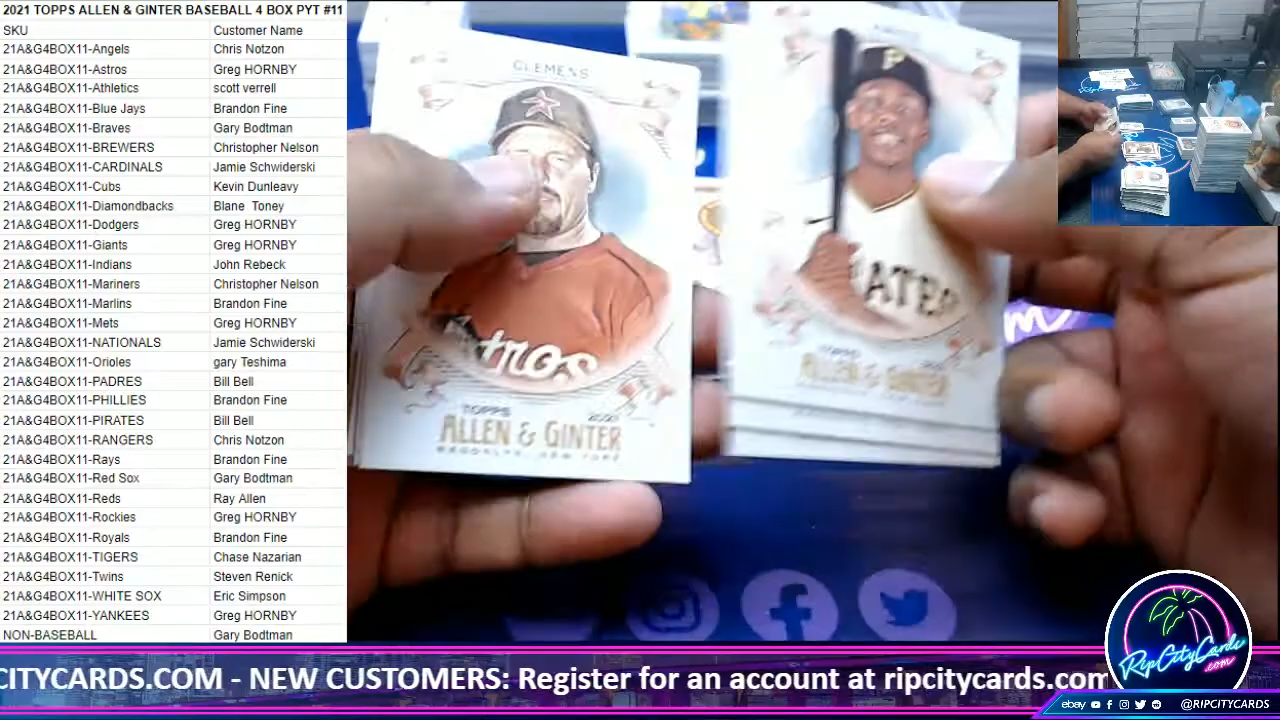 2021 TOPPS ALLEN & GINTER BASEBALL 4 BOX PYT #11
SKU Customer Name
21A&G4BOX11-Angels Chris Notzon
21A&G4BOX11-Astros Greg HORNBY
21A&G4BOX11-Athletics scott verrell
21A&G4BOX11-Blue Jays Brandon Fine
21A&G4BOX11-Braves Gary Bodtman
21A&G4BOX11-BREWERS Christopher Nelson
21A&G4BOX11-CARDINALS Jamie Schwiderski
21A&G4BOX11-Cubs Kevin Dunleavy
21A&G4BOX11-Diamondbacks Blane Toney
21A&G4BOX11-Dodgers Greg HORNBY
21A&G4BOX11-Giants Greg HORNBY
21A&G4BOX11-Indians John Rebeck
21A&G4BOX11-Mariners Christopher Nelson
21A&G4BOX11-Marlins Brandon Fine
21A&G4BOX11-Mets Greg HORNBY
21A&G4BOX11-NATIONALS Jamie Schwiderski
21A&G4BOX11-Orioles gary Teshima
21A&G4BOX11-PADRES Bill Bell
21A&G4BOX11-PHILLIES Brandon Fine
21A&G4BOX11-PIRATES Bill Bell
21A&G4BOX11-RANGERS Chris Notzon
21A&G4BOX11-Rays Brandon Fine
21A&G4BOX11-Red Sox Gary Bodtman
21A&G4BOX11-Reds Ray Allen
21A&G4BOX11-Rockies Greg HORNBY
21A&G4BOX11-Royals Brandon Fine
21A&G4BOX11-TIGERS Chase Nazarian
21A&G4BOX11-Twins Steven Renick
21A&G4BOX11-WHITE SOX Eric Simpson
21A&G4BOX11-YANKEES Greg HORNBY
NON-BASEBALL Gary Bodtman
CLEMENS
tros
TOPPS 2021
ALLEN & GINTER
BROOKLYN, NEW YORK
P
ATES
TOPPS
ALLEN & GINTER
m
CITYCARDS.COM - NEW CUSTOMERS: Register for an account at ripcitycards.com
RipCityCards
.com
ebay @RIPCITYCARDS